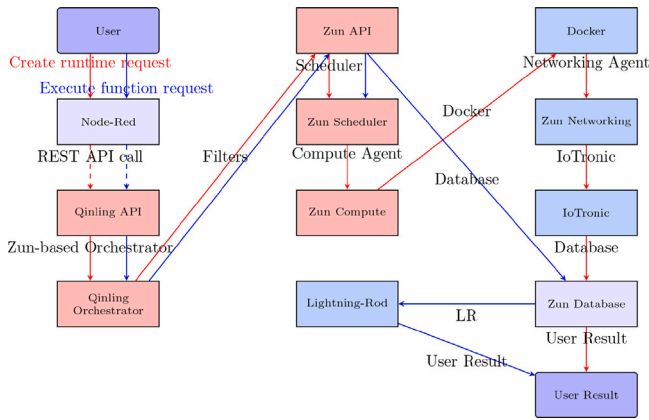 User
Zun API
Docker
Create runtime request
Scheduler
Networking Agent
Execute function request
Docker
Node-Red
Zun Scheduler
Zun Networking
REST API call
Filters
Compute Agent
IoTronic
Database
Qinling API
Zun Compute
IoTronic
Zun-based Orchestrator
Database
Qinling
Orchestrator
Lightning-Rod
LR
Zun Database
User Result
User Result
User Result